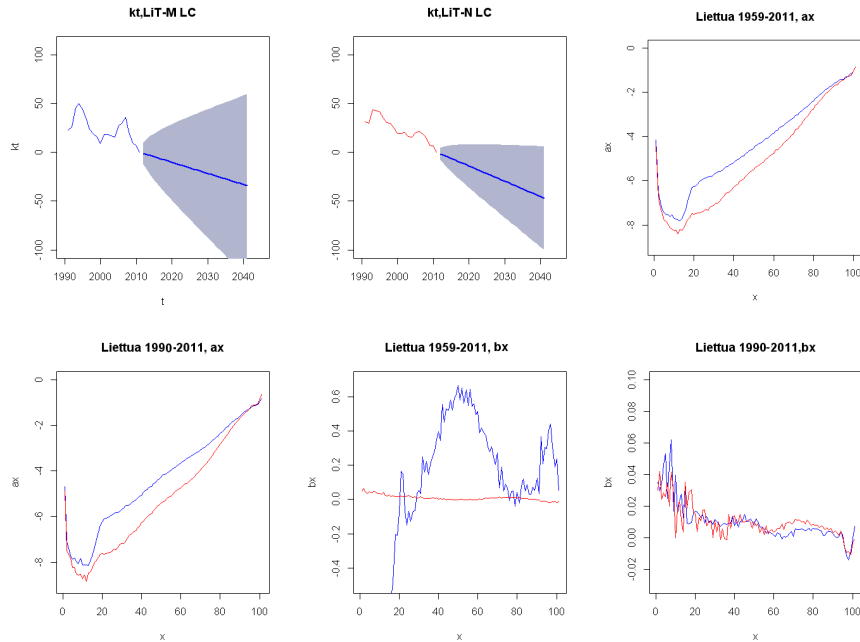 kt,LiT-M LC
kt
100
50
0
-50
-100
1990 2000 2010 2020 2030 2040
t
kt,LiT-N LC
100
50
0
-50
-100
1990 2000 2010 2020 2030 2040
Liettua 1959-2011, ax
ax
0
-2
-4
-6
-8
0 20 40 60 80 100
x
Liettua 1990-2011, ax
ax
0
-2
-4
-6
-8
0 20 40 60 80 100
x
Liettua 1959-2011, bx
bx
0.6
0.4
0.2
0.0
-0.2
-0.4
0 20 40 60 80 100
x
Liettua 1990-2011,bx
bx
0.10
0.08
0.06
0.04
0.02
0.00
-0.02
0 20 40 60 80 100
x